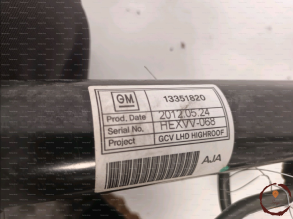 GM 13351820
Prod. Date 2012.05.24
Serial No. HEXVV-068
Project GCV LHD HIGHROOF
AJA